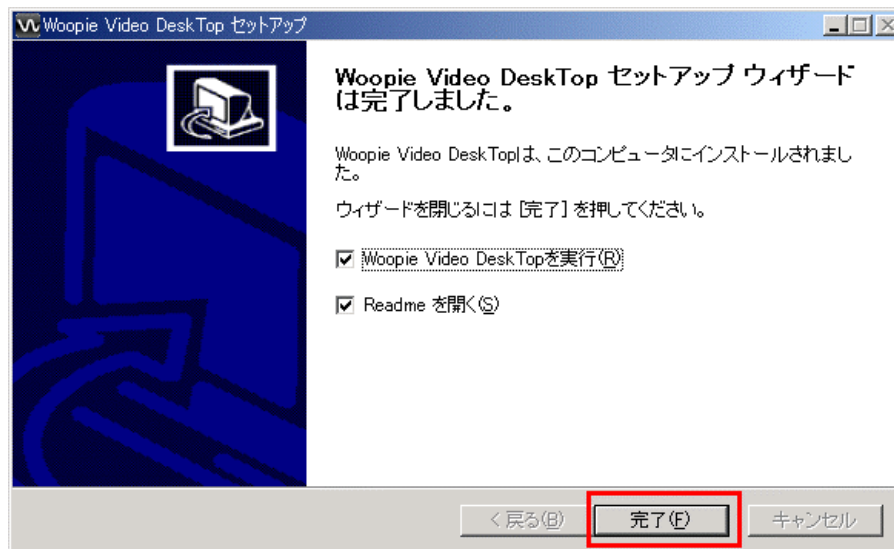 Woopie Video DeskTop セットアップ
Woopie Video DeskTop セットアップ ウィザード
は完了しました。
Woopie Video DeskTopは、このコンピュータにインストールされまし
た。
ウィザードを閉じるには [完了] を押してください。
Woopie Video DeskTopを実行(R)
Readme を開く(S)
< 戻る(B) 完了(F) キャンセル